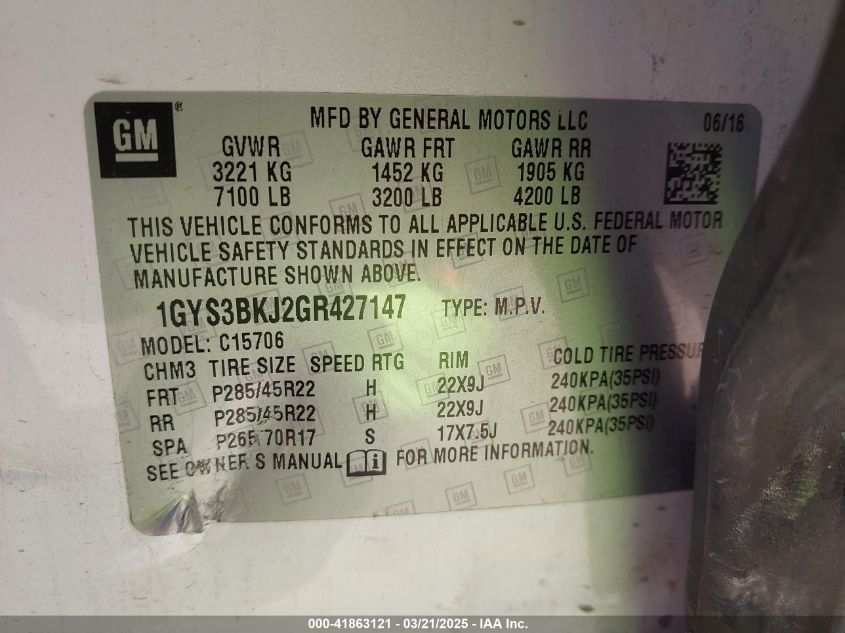 GM ®
MFD BY GENERAL MOTORS LLC 06/16
GVWR GAWR FRT GAWR RR
3221 KG 1452 KG 1905 KG
7100 LB 3200 LB 4200 LB
THIS VEHICLE CONFORMS TO ALL APPLICABLE U.S. FEDERAL MOTOR
VEHICLE SAFETY STANDARDS IN EFFECT ON THE DATE OF
MANUFACTURE SHOWN ABOVE.
1GYS3BKJ2GR427147 TYPE: M.P.V.
MODEL: C15706
CHM3 TIRE SIZE SPEED RTG RIM COLD TIRE PRESSUR
FRT P285/45R22 H 22X9J 240KPA(35PSI)
RR P285/45R22 H 22X9J 240KPA(35PSI)
SPA P265/70R17 S 17X7.5J 240KPA(35PSI)
SEE OWNER'S MANUAL FOR MORE INFORMATION.
000-41863121 - 03/21/2025 - IAA Inc.